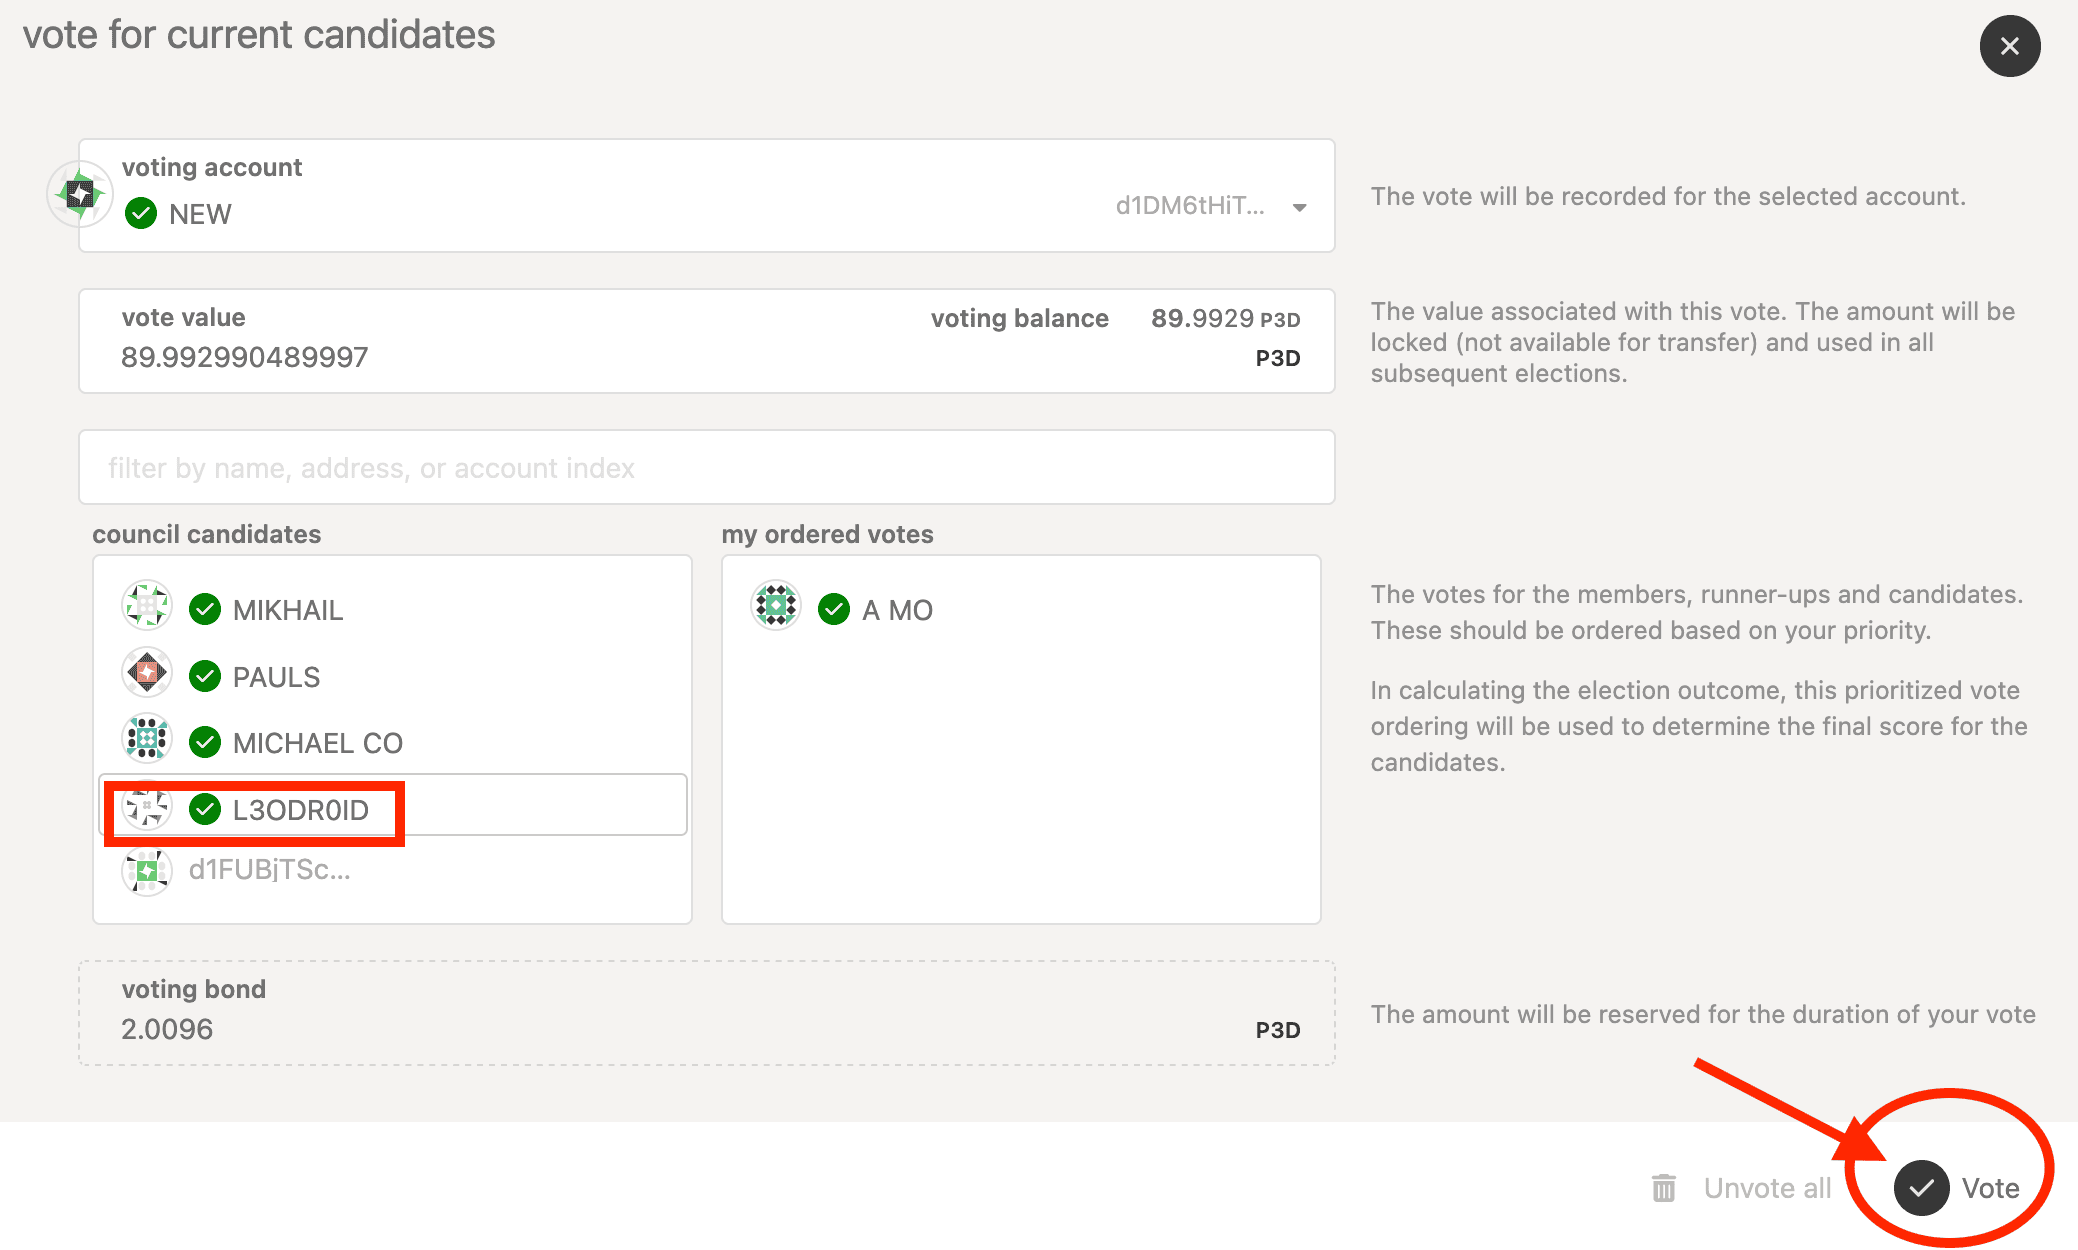 vote for current candidates
voting account
NEW
d1DM6tHiT...
The vote will be recorded for the selected account.
vote value
voting balance 89.9929 P3D
89.992990489997
P3D
The value associated with this vote. The amount will be
locked (not available for transfer) and used in all
subsequent elections.
filter by name, address, or account index
council candidates
MIKHAIL
PAULS
MICHAEL CO
L3ODR0ID
d1FUBjTSc...
my ordered votes
A MO
The votes for the members, runner-ups and candidates.
These should be ordered based on your priority.
In calculating the election outcome, this prioritized vote
ordering will be used to determine the final score for the
candidates.
voting bond
2.0096
P3D
The amount will be reserved for the duration of your vote
Unvote all
Vote